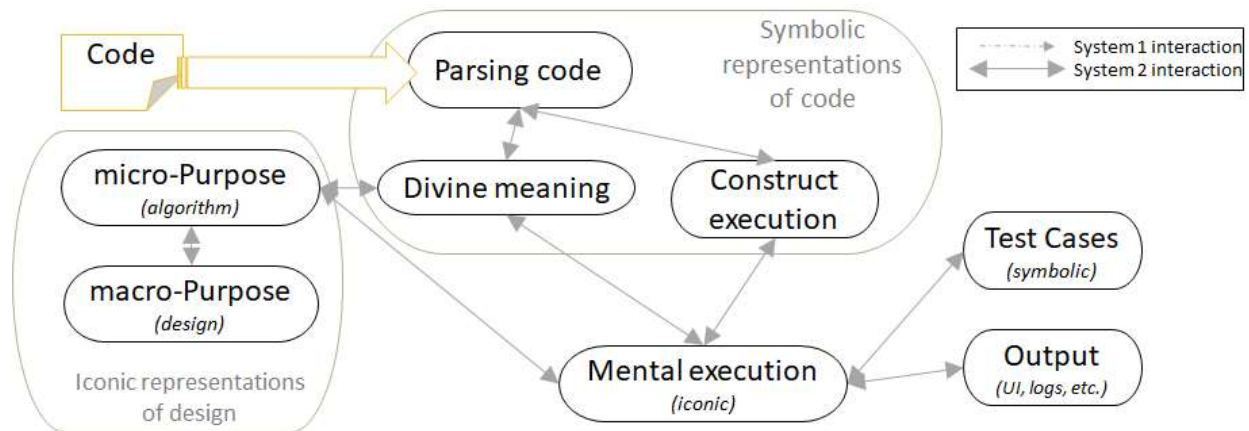 Code
Parsing code
Symbolic
representations
of code
System 1 interaction
System 2 interaction
micro-Purpose
(algorithm)
Divine meaning
Construct
execution
macro-Purpose
(design)
Iconic representations
of design
Test Cases
(symbolic)
Mental execution
(iconic)
Output
(UI, logs, etc.)